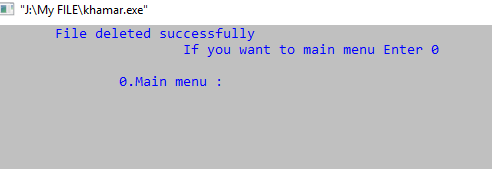 "J:\My FILE\khamar.exe"
File deleted successfully
If you want to main menu Enter 0
0.Main menu :